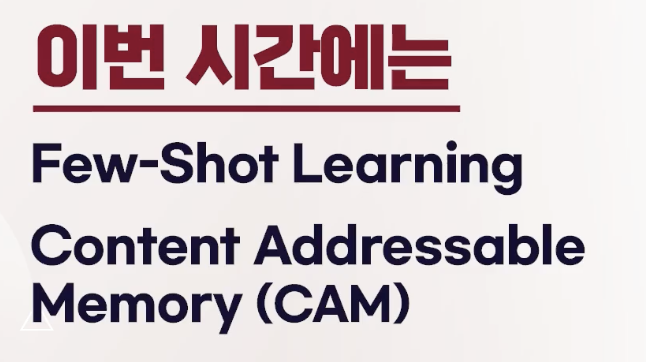 이번 시간에는
Few-Shot Learning
Content Addressable
Memory (CAM)